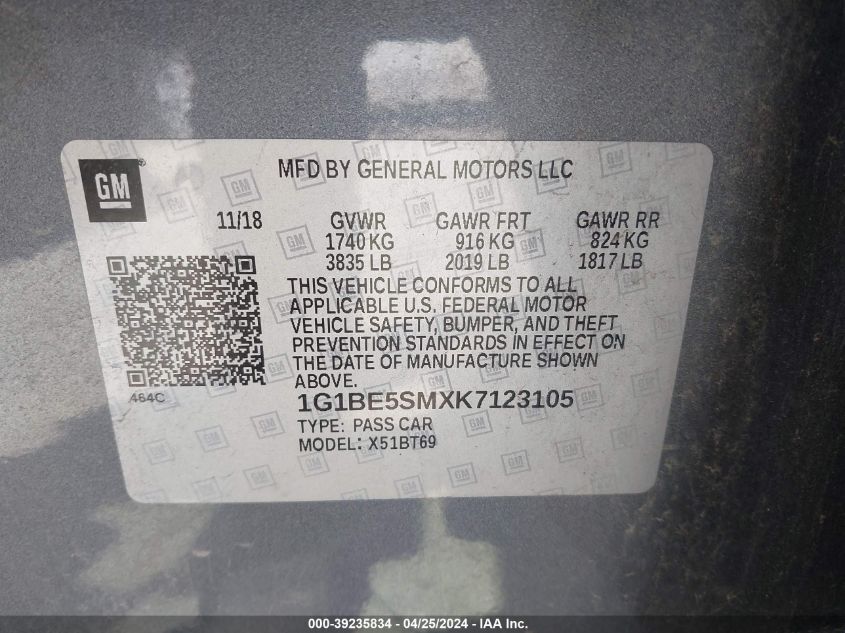 GM
MFD BY GENERAL MOTORS LLC
11/18 GVWR GAWR FRT GAWR RR
1740 KG 916 KG 824 KG
3835 LB 2019 LB 1817 LB
THIS VEHICLE CONFORMS TO ALL
APPLICABLE U.S. FEDERAL MOTOR
VEHICLE SAFETY, BUMPER, AND THEFT
PREVENTION STANDARDS IN EFFECT ON
THE DATE OF MANUFACTURE SHOWN
ABOVE.
484C
1G1BE5SMXK7123105
TYPE: PASS CAR
MODEL: X51BT69
000-39235834 - 04/25/2024 - IAAI.com